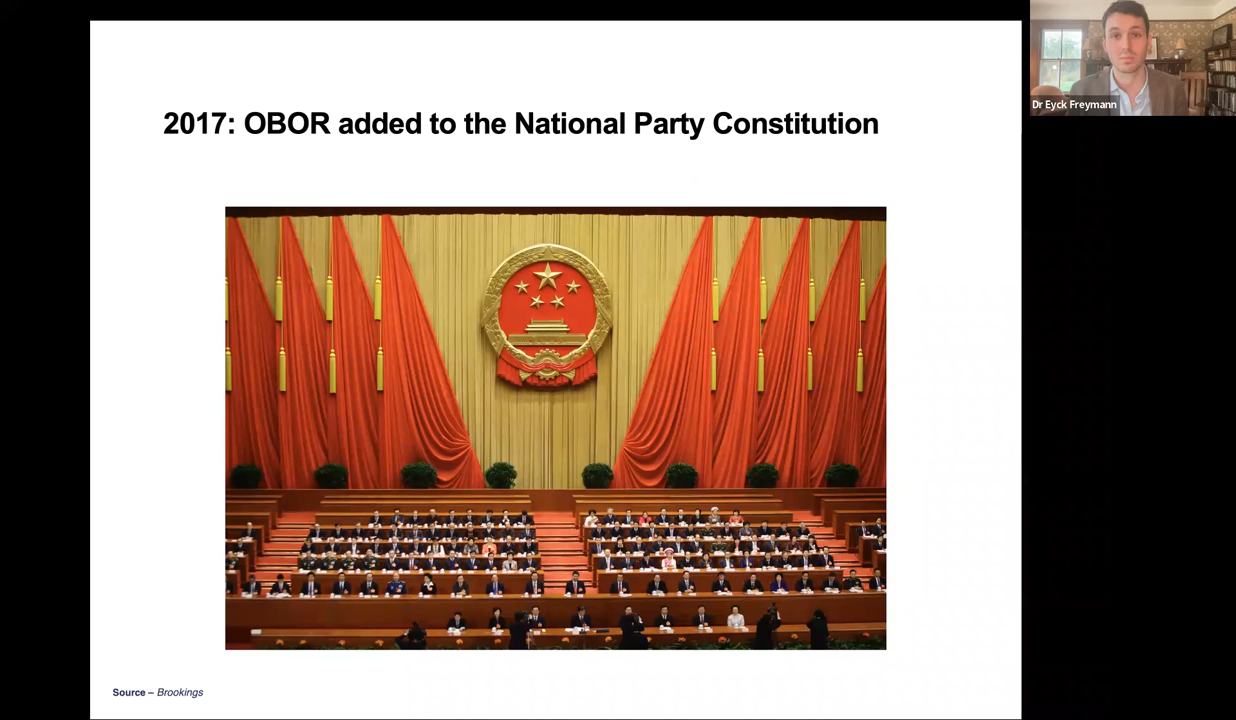 2017: OBOR added to the National Party Constitution
Dr Eyck Freymann
Source – Brookings